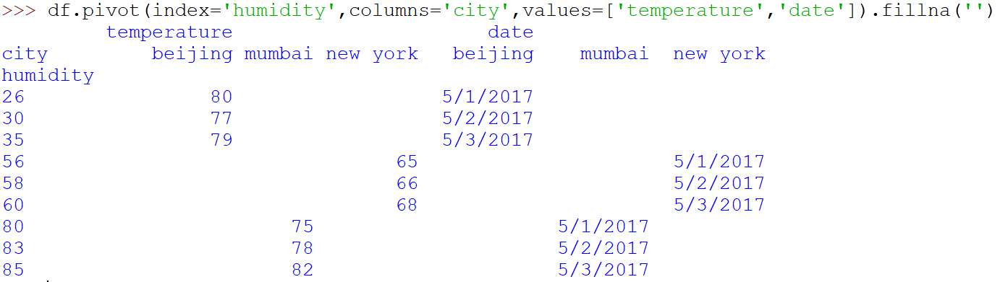 >>> df.pivot(index='humidity',columns='city',values=['temperature','date']).fillna('')
temperature date
city beijing mumbai new york beijing mumbai new york
humidity
26 80 5/1/2017
30 77 5/2/2017
35 79 5/3/2017
56 65 5/1/2017
58 66 5/2/2017
60 68 5/3/2017
80 75 5/1/2017
83 78 5/2/2017
85 82 5/3/2017